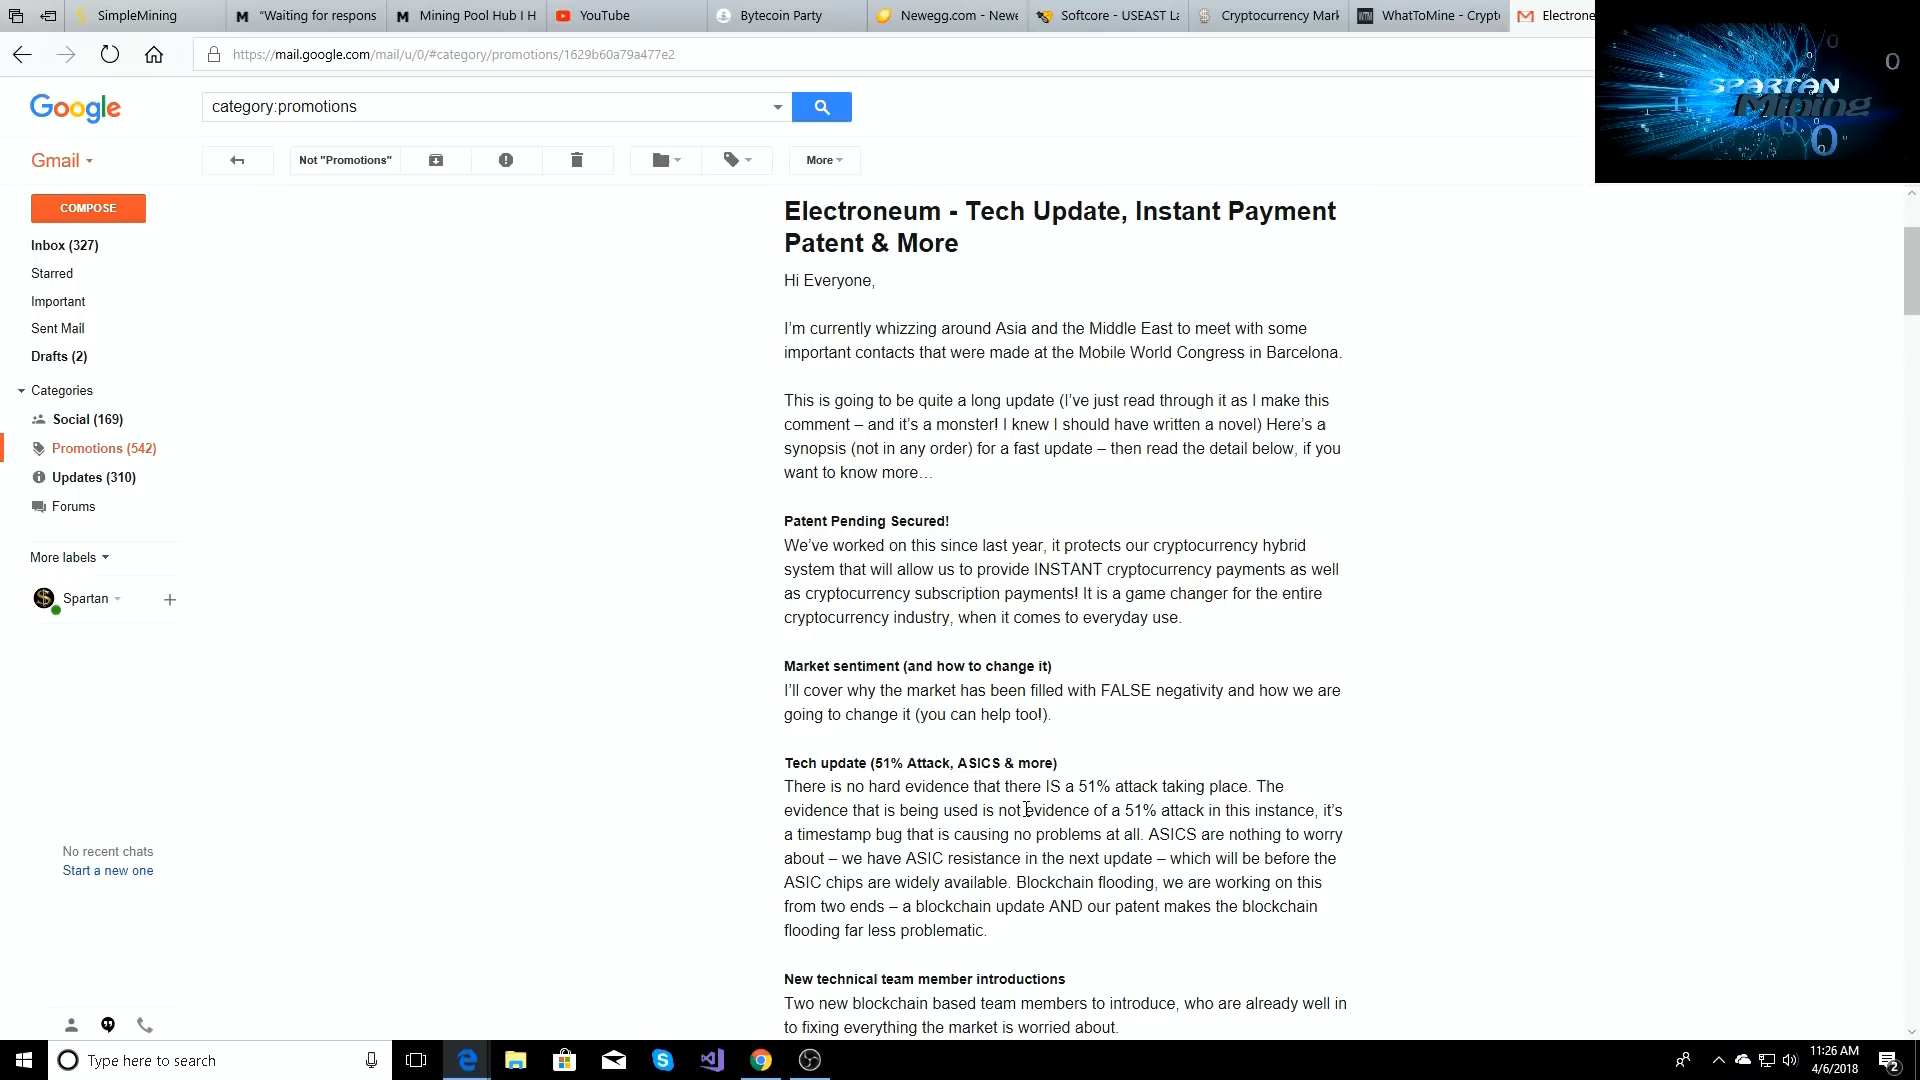 SimpleMining
"Waiting for respons
Mining Pool Hub I H
YouTube
Bytecoin Party
Newegg.com - Newe
Softcore - USEAST La
Cryptocurrency Mark
WhatToMine - Crypto
Electrone
https://mail.google.com/mail/u/0/#category/promotions/1629b60a79a477e2
SPARTAN
Mining
Google
category:promotions
Gmail
Not "Promotions"
More
COMPOSE
Inbox (327)
Starred
Important
Sent Mail
Drafts (2)
Categories
Social (169)
Promotions (542)
Updates (310)
Forums
More labels
Spartan
No recent chats
Start a new one
Electroneum - Tech Update, Instant Payment
Patent & More
Hi Everyone,
I'm currently whizzing around Asia and the Middle East to meet with some
important contacts that were made at the Mobile World Congress in Barcelona.
This is going to be quite a long update (I've just read through it as I make this
comment – and it's a monster! I knew I should have written a novel) Here's a
synopsis (not in any order) for a fast update – then read the detail below, if you
want to know more…
Patent Pending Secured!
We've worked on this since last year, it protects our cryptocurrency hybrid
system that will allow us to provide INSTANT cryptocurrency payments as well
as cryptocurrency subscription payments! It is a game changer for the entire
cryptocurrency industry, when it comes to everyday use.
Market sentiment (and how to change it)
I'll cover why the market has been filled with FALSE negativity and how we are
going to change it (you can help too!).
Tech update (51% Attack, ASICS & more)
There is no hard evidence that there IS a 51% attack taking place. The
evidence that is being used is not evidence of a 51% attack in this instance, it's
a timestamp bug that is causing no problems at all. ASICS are nothing to worry
about – we have ASIC resistance in the next update – which will be before the
ASIC chips are widely available. Blockchain flooding, we are working on this
from two ends – a blockchain update AND our patent makes the blockchain
flooding far less problematic.
New technical team member introductions
Two new blockchain based team members to introduce, who are already well in
to fixing everything the market is worried about.
Type here to search
11:26 AM
4/6/2018
2